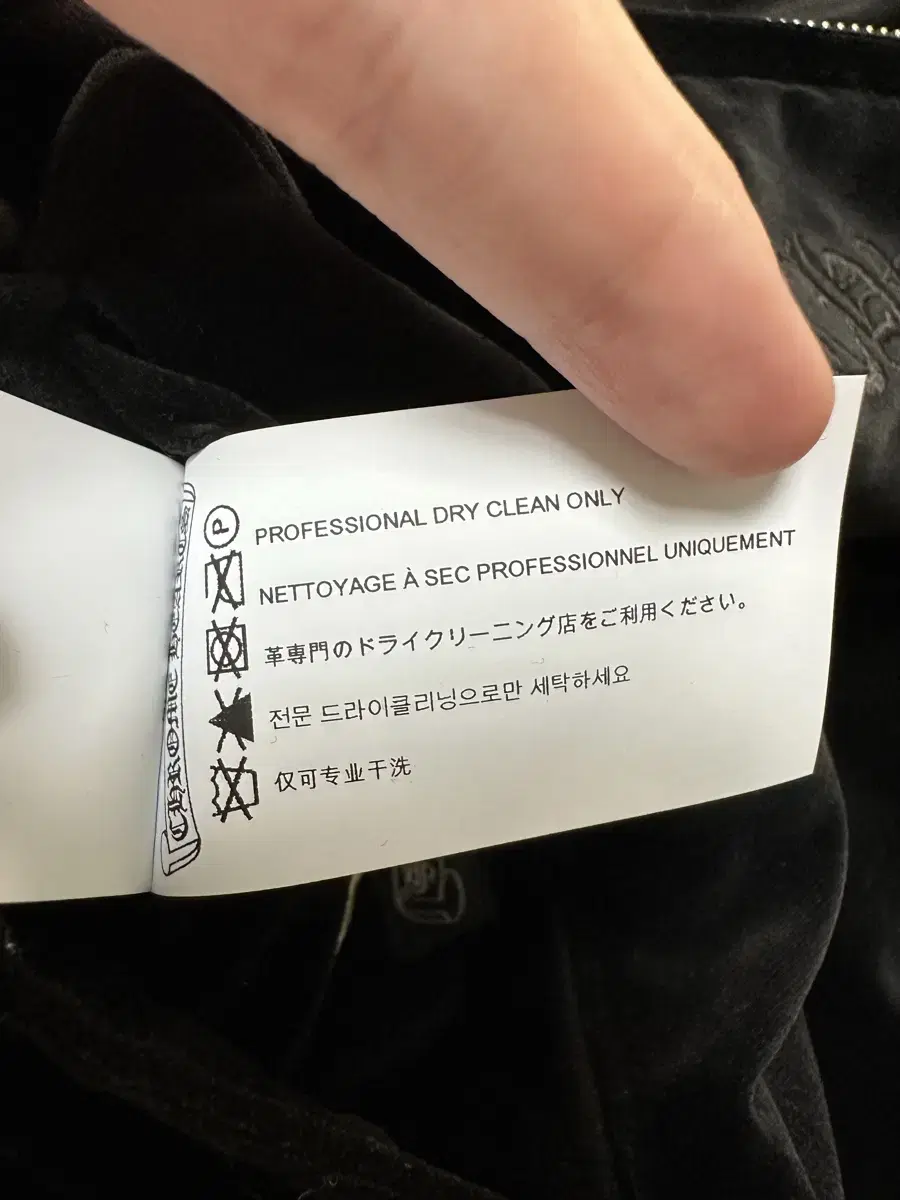 P
PROFESSIONAL DRY CLEAN ONLY
NETTOYAGE À SEC PROFESSIONNEL UNIQUEMENT
革専門のドライクリーニング店をご利用ください。
전문 드라이클리닝으로만 세탁하세요
仅可专业干洗
CHROME HEARTS